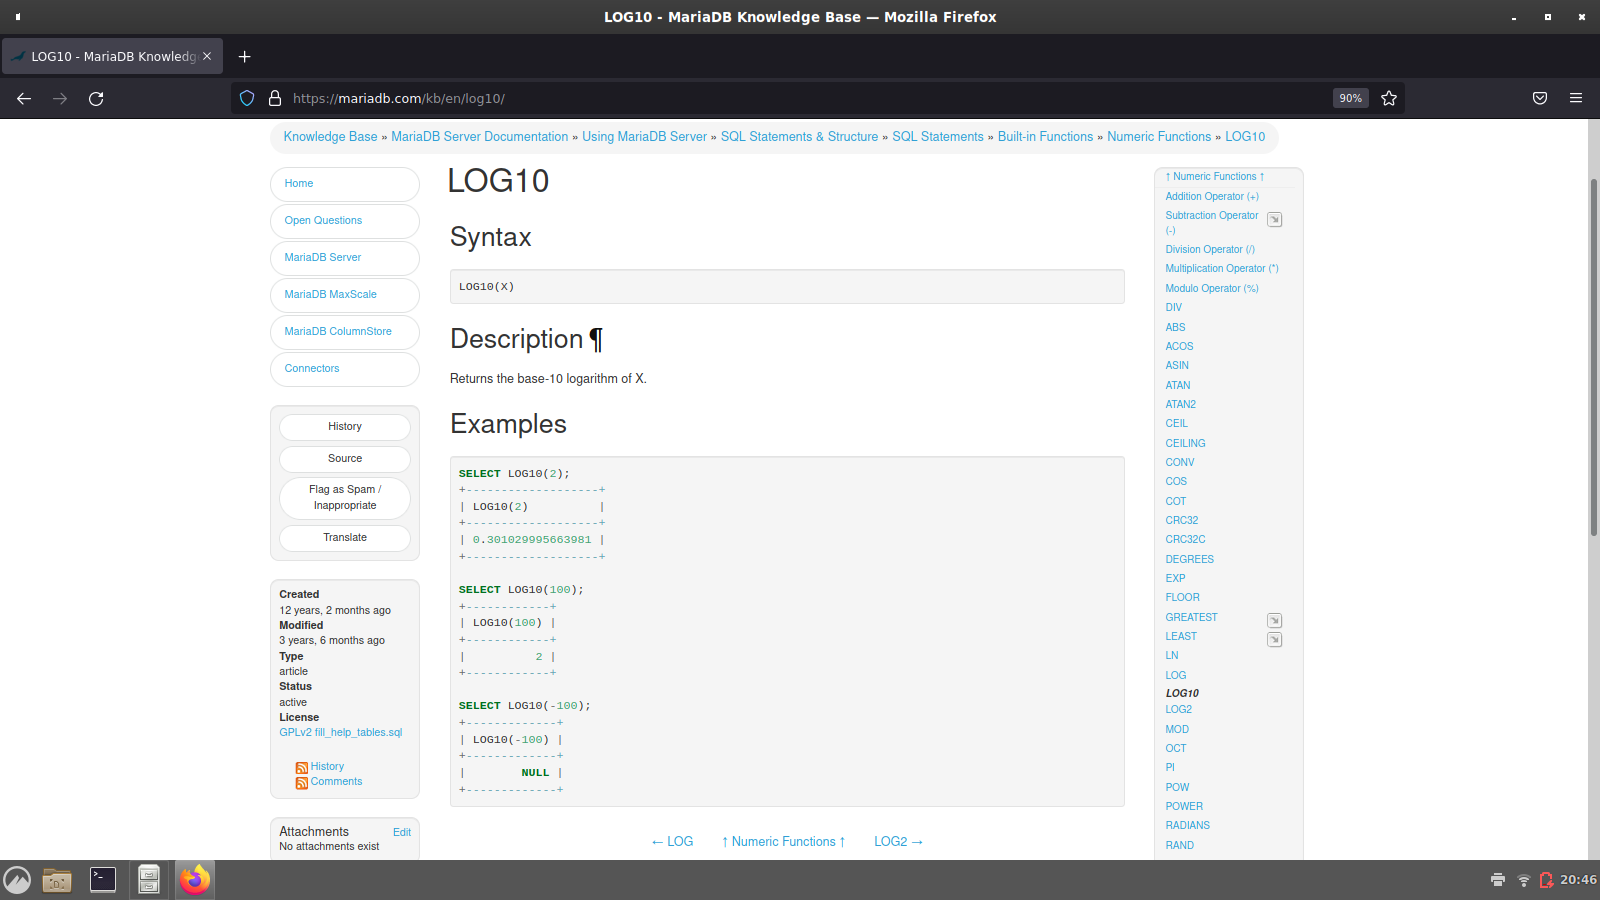 LOG10 - MariaDB Knowledge Base — Mozilla Firefox
LOG10 - MariaDB Knowledg
https://mariadb.com/kb/en/log10/
90%
Knowledge Base » MariaDB Server Documentation » Using MariaDB Server » SQL Statements & Structure » SQL Statements » Built-in Functions » Numeric Functions » LOG10
Home
Open Questions
MariaDB Server
MariaDB MaxScale
MariaDB ColumnStore
Connectors
History
Source
Flag as Spam /
Inappropriate
Translate
Created
12 years, 2 months ago
Modified
3 years, 6 months ago
Type
article
Status
active
License
GPLv2 fill_help_tables.sql
History
Comments
Attachments Edit
No attachments exist
LOG10
Syntax
LOG10(X)
Description ¶
Returns the base-10 logarithm of X.
Examples
SELECT LOG10(2);
+-------------------+
| LOG10(2)          |
+-------------------+
| 0.301029995663981 |
+-------------------+
SELECT LOG10(100);
+------------+
| LOG10(100) |
+------------+
|          2 |
+------------+
SELECT LOG10(-100);
+-------------+
| LOG10(-100) |
+-------------+
|        NULL |
+-------------+
← LOG ↑ Numeric Functions ↑ LOG2 →
↑ Numeric Functions ↑
Addition Operator (+)
Subtraction Operator
(-)
Division Operator (/)
Multiplication Operator (*)
Modulo Operator (%)
DIV
ABS
ACOS
ASIN
ATAN
ATAN2
CEIL
CEILING
CONV
COS
COT
CRC32
CRC32C
DEGREES
EXP
FLOOR
GREATEST
LEAST
LN
LOG
LOG10
LOG2
MOD
OCT
PI
POW
POWER
RADIANS
RAND
20:46